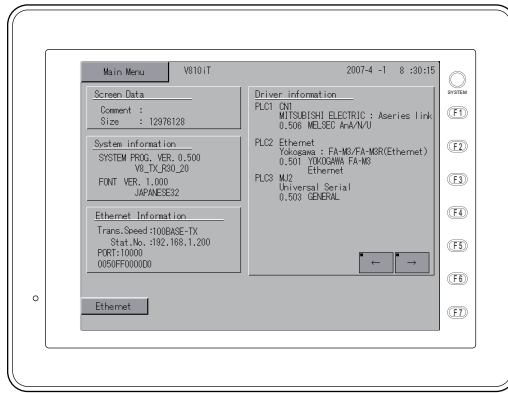 Main Menu
V810iT
2007-4 -1 8 :30:15
Screen Data
Comment :
Size : 12976128
System information
SYSTEM PROG. VER. 0.500
V8_TX_R30_20
FONT VER. 1.000
JAPANESE32
Ethernet Information
Trans.Speed :100BASE-TX
Stat.No. :192.168.1.200
PORT:10000
0050FF0000D0
Driver information
PLC1 CN1
MITSUBISHI ELECTRIC : Aseries link
0.506 MELSEC AnA/N/U
PLC2 Ethernet
Yokogawa : FA-M3/FA-M3R(Ethernet)
0.501 YOKOGAWA FA-M3
Ethernet
PLC3 MJ2
Universal Serial
0.503 GENERAL
← →
Ethernet
SYSTEM
F1
F2
F3
F4
F5
F6
F7